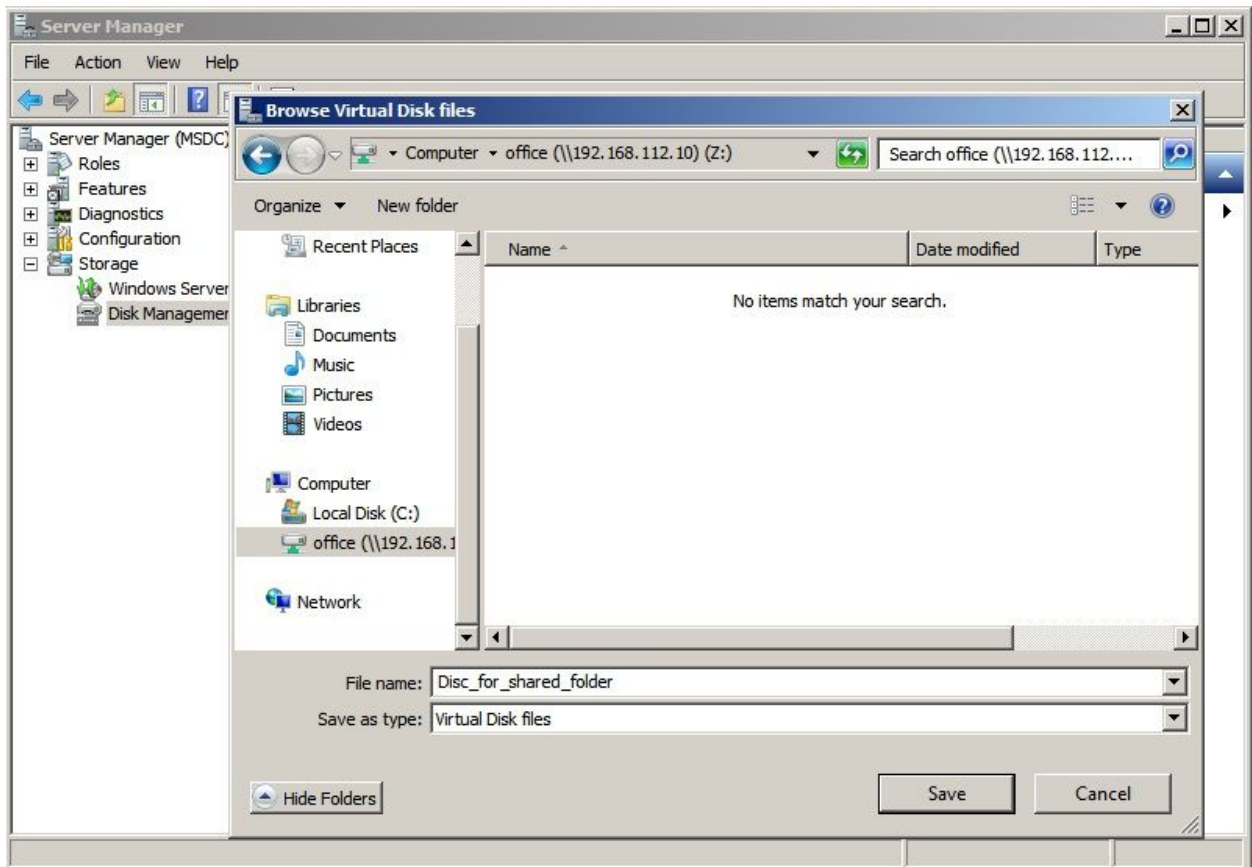 Server Manager
File Action View Help
Browse Virtual Disk files
Server Manager (MSDC)
Computer office (\\192.168.112.10) (Z:) Search office (\\192.168.112....
Roles
Features
Organize New folder
Diagnostics
Configuration
Recent Places Name Date modified Type
Storage
Windows Server
Disk Managemer
No items match your search.
Libraries
Documents
Music
Pictures
Videos
Computer
Local Disk (C:)
office (\\192.168.1
Network
File name: Disc_for_shared_folder
Save as type: Virtual Disk files
Hide Folders Save Cancel